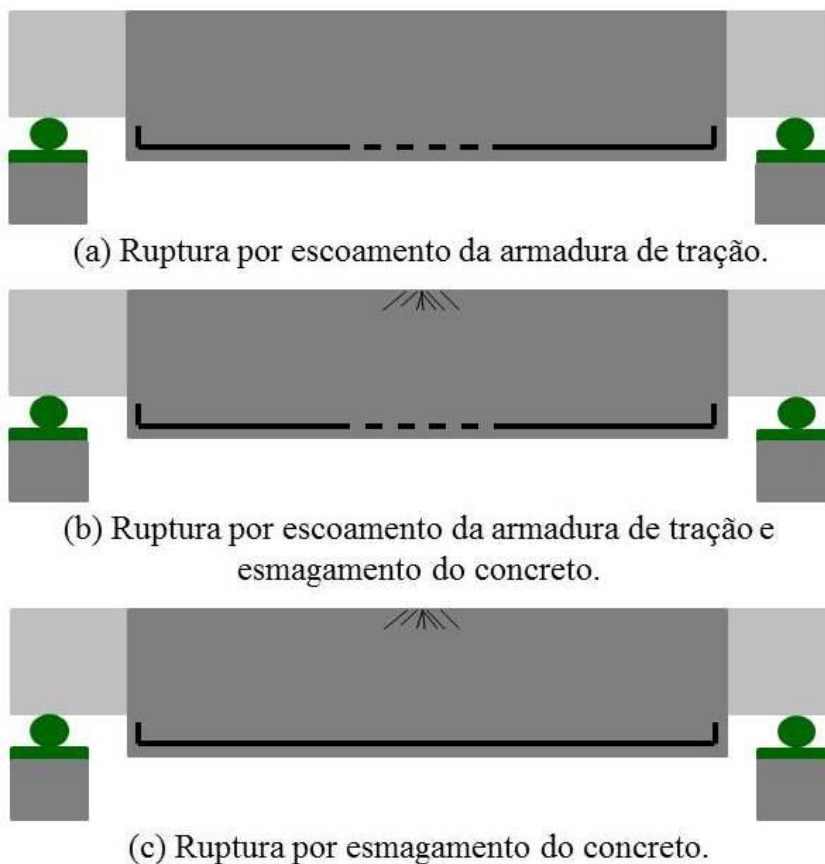 (a) Ruptura por escoamento da armadura de tração.
(b) Ruptura por escoamento da armadura de tração e
esmagamento do concreto.
(c) Ruptura por esmagamento do concreto.